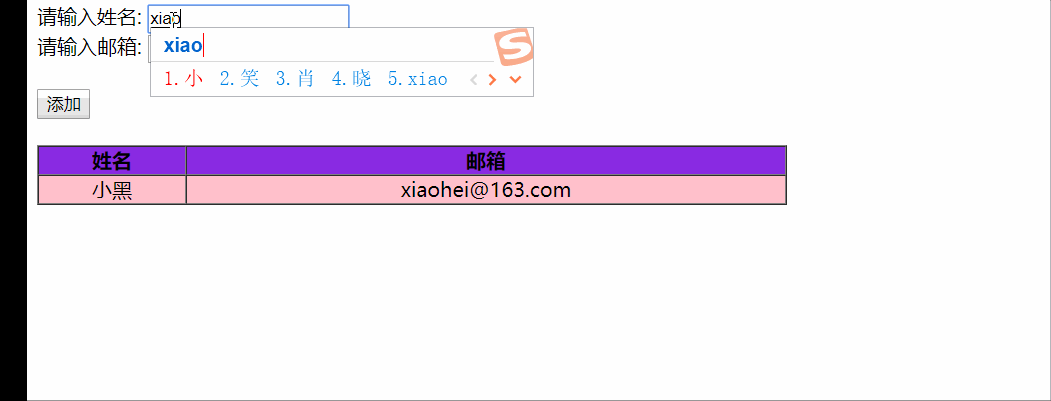 请输入姓名: xiao
请输入邮箱:
xiao
1.小 2.笑 3.肖 4.晓 5.xiao
添加
姓名 邮箱
小黑 xiaohei@163.com